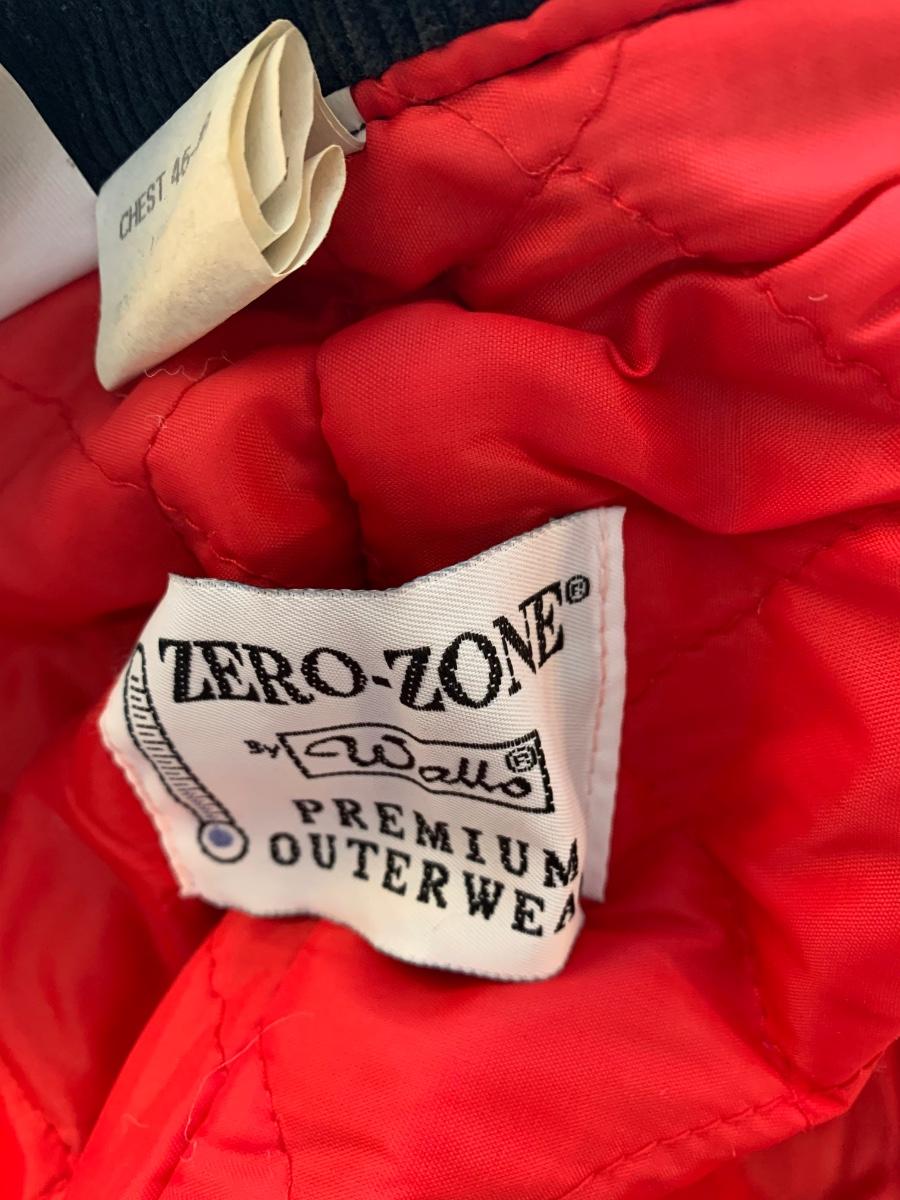 CHEST 46-
ZERO-ZONE®
BY Walls®
PREMIUM
OUTERWEA